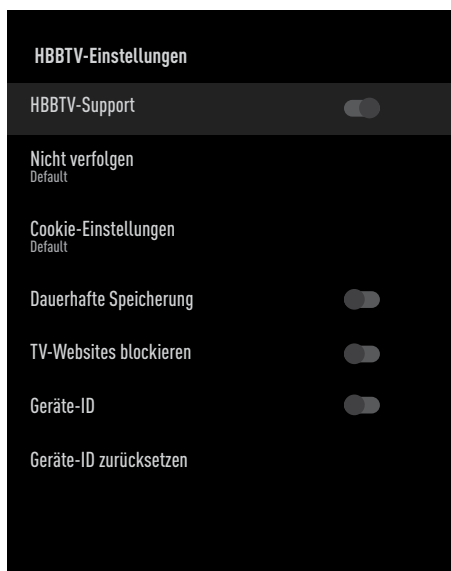 HBBTV-Einstellungen
HBBTV-Support
Nicht verfolgen
Default
Cookie-Einstellungen
Default
Dauerhafte Speicherung
TV-Websites blockieren
Geräte-ID
Geräte-ID zurücksetzen